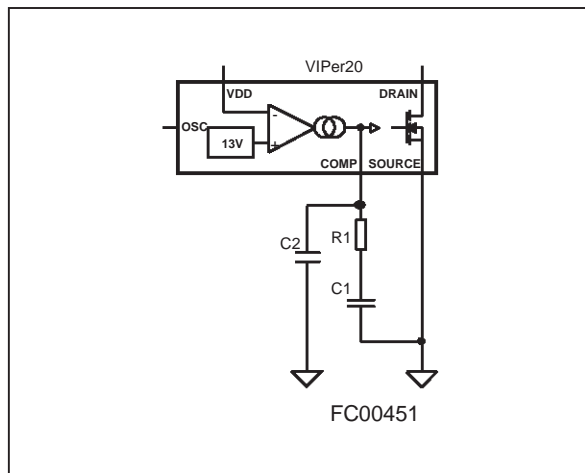 VIPer20
VDD
DRAIN
OSC
-
13V
+
COMP SOURCE
C2
R1
C1
FC00451